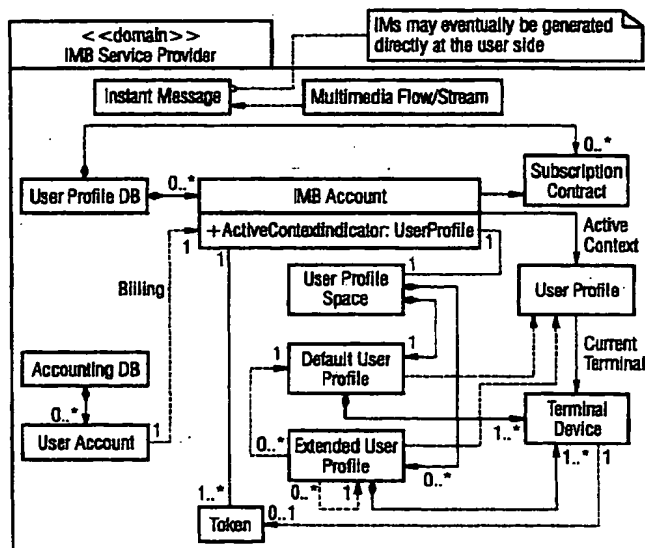 <<domain>>
IMB Service Provider
IMs may eventually be generated
directly at the user side
Instant Message
Multimedia Flow/Stream
0..*
User Profile DB
0..*
IMB Account
Subscription
Contract
+ActiveContextIndicator: UserProfile
1
1
1
Active
Context
Billing
User Profile
Space
1
User Profile
Accounting DB
1
Default User
Profile
1
Current
Terminal
0..*
User Account
1
0..*
Extended User
Profile
1..*
Terminal
Device
1..*
1
0..*
1
0..*
1..*
Token
0..1